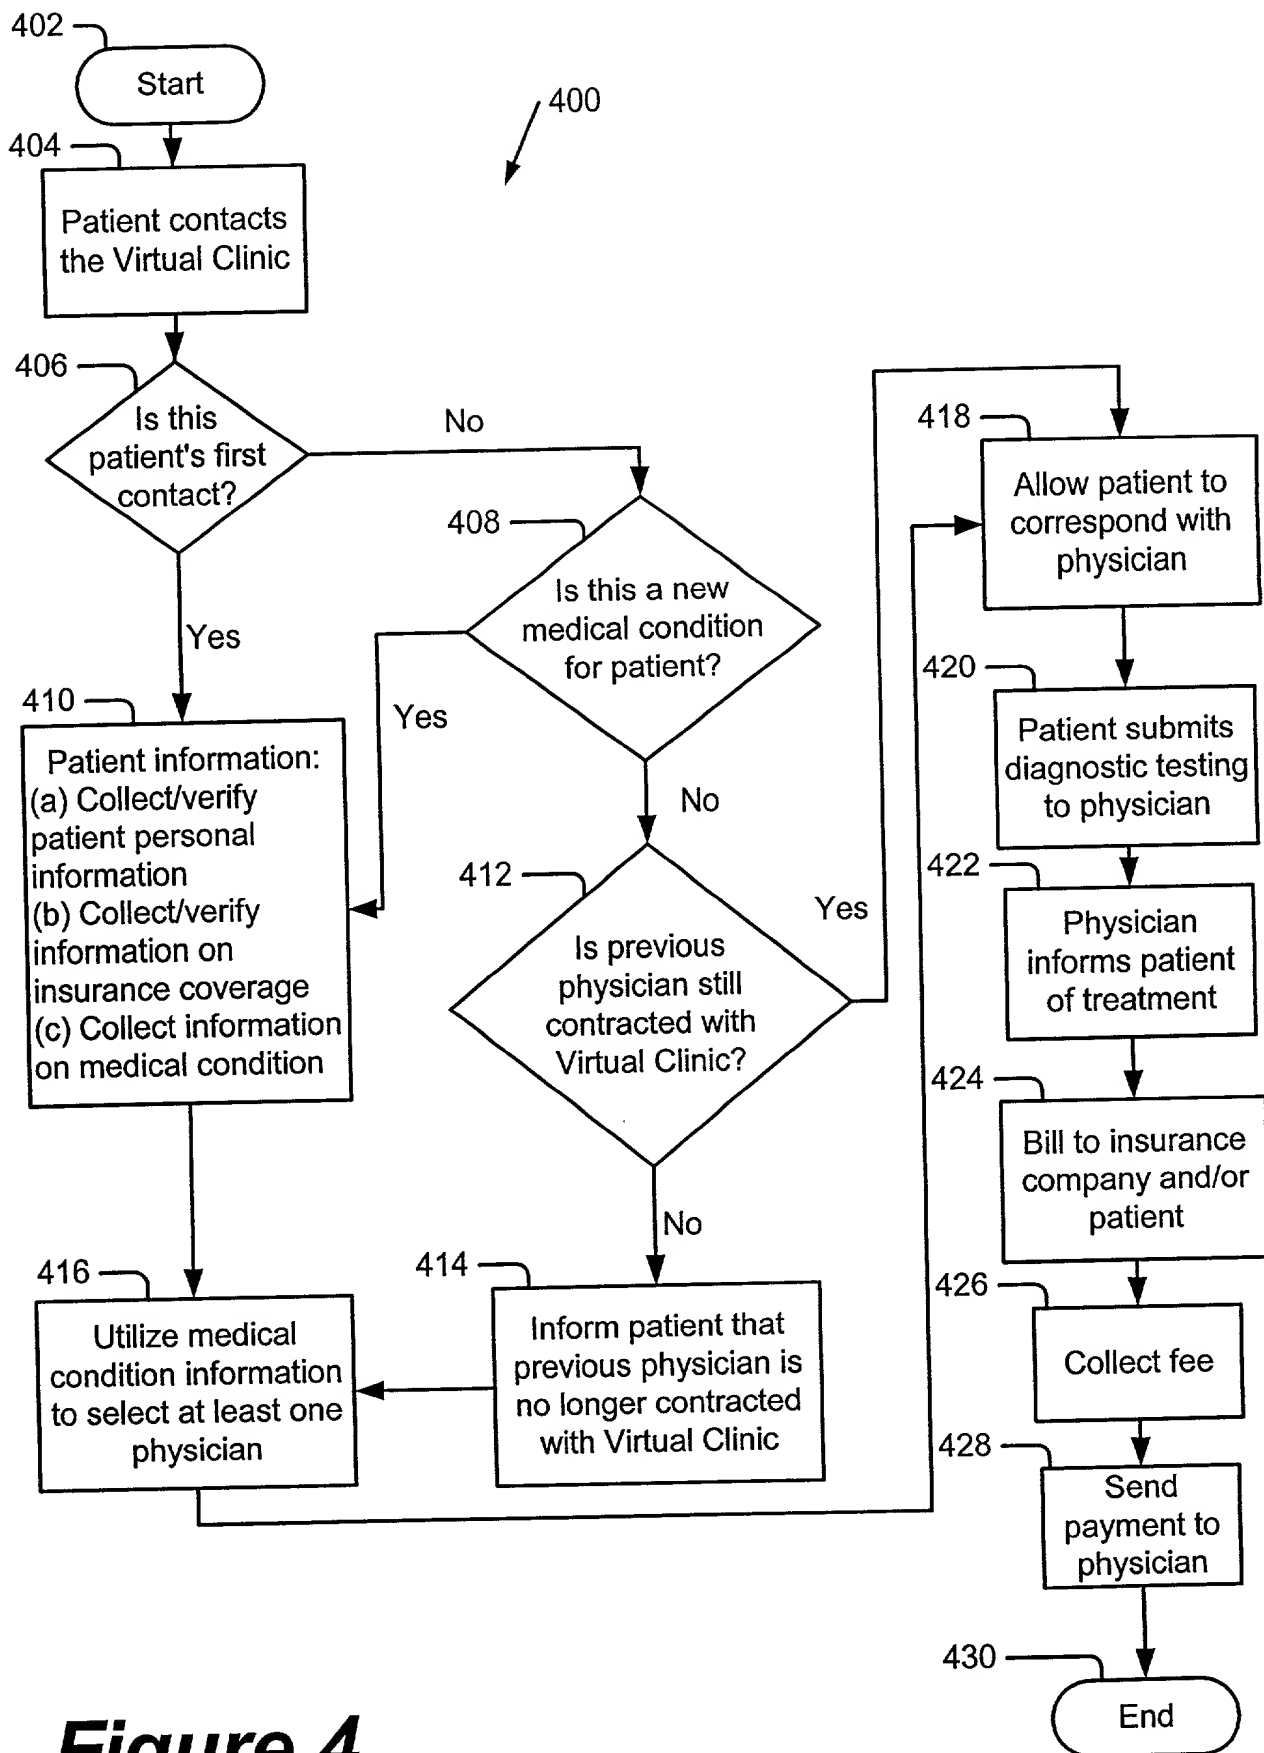 402
Start
400
404
Patient contacts
the Virtual Clinic
406
Is this
patient's first
contact?
No
Yes
408
Is this a new
medical condition
for patient?
Yes
No
410
Patient information:
(a) Collect/verify
patient personal
information
(b) Collect/verify
information on
insurance coverage
(c) Collect information
on medical condition
412
Is previous
physician still
contracted with
Virtual Clinic?
Yes
No
414
Inform patient that
previous physician is
no longer contracted
with Virtual Clinic
416
Utilize medical
condition information
to select at least one
physician
418
Allow patient to
correspond with
physician
420
Patient submits
diagnostic testing
to physician
422
Physician
informs patient
of treatment
424
Bill to insurance
company and/or
patient
426
Collect fee
428
Send
payment to
physician
430
End
Figure 4